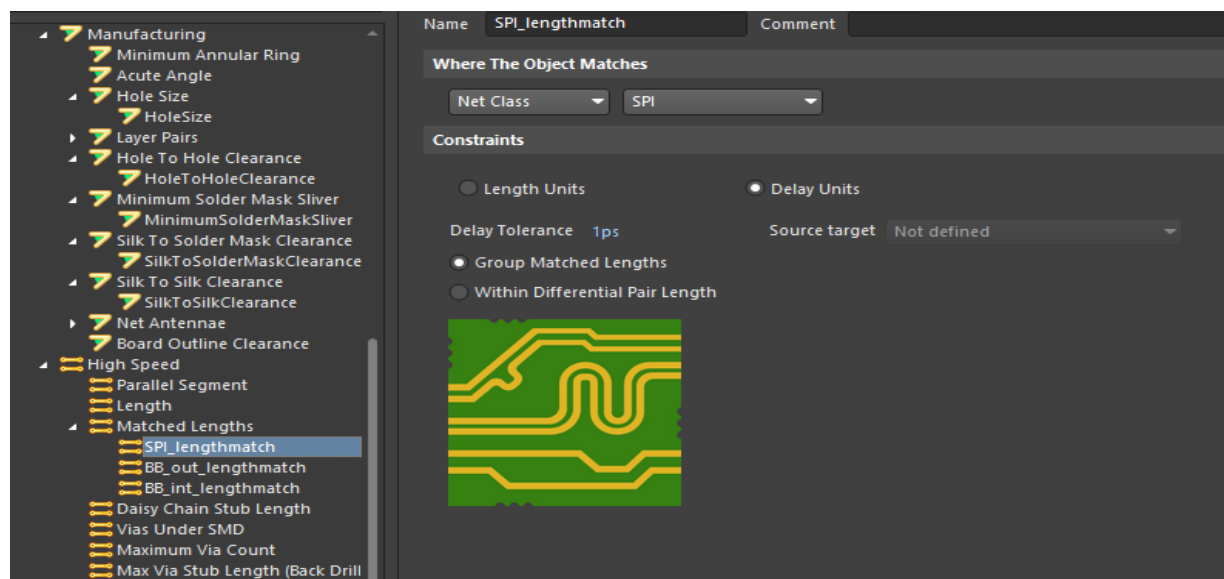 Manufacturing
Minimum Annular Ring
Acute Angle
Hole Size
HoleSize
Layer Pairs
Hole To Hole Clearance
HoleToHoleClearance
Minimum Solder Mask Sliver
MinimumSolderMaskSliver
Silk To Solder Mask Clearance
SilkToSolderMaskClearance
Silk To Silk Clearance
SilkToSilkClearance
Net Antennae
Board Outline Clearance
High Speed
Parallel Segment
Length
Matched Lengths
SPI_lengthmatch
BB_out_lengthmatch
BB_int_lengthmatch
Daisy Chain Stub Length
Vias Under SMD
Maximum Via Count
Max Via Stub Length (Back Drill
Name SPI_lengthmatch Comment
Where The Object Matches
Net Class SPI
Constraints
Length Units Delay Units
Delay Tolerance 1ps Source target Not defined
Group Matched Lengths
Within Differential Pair Length